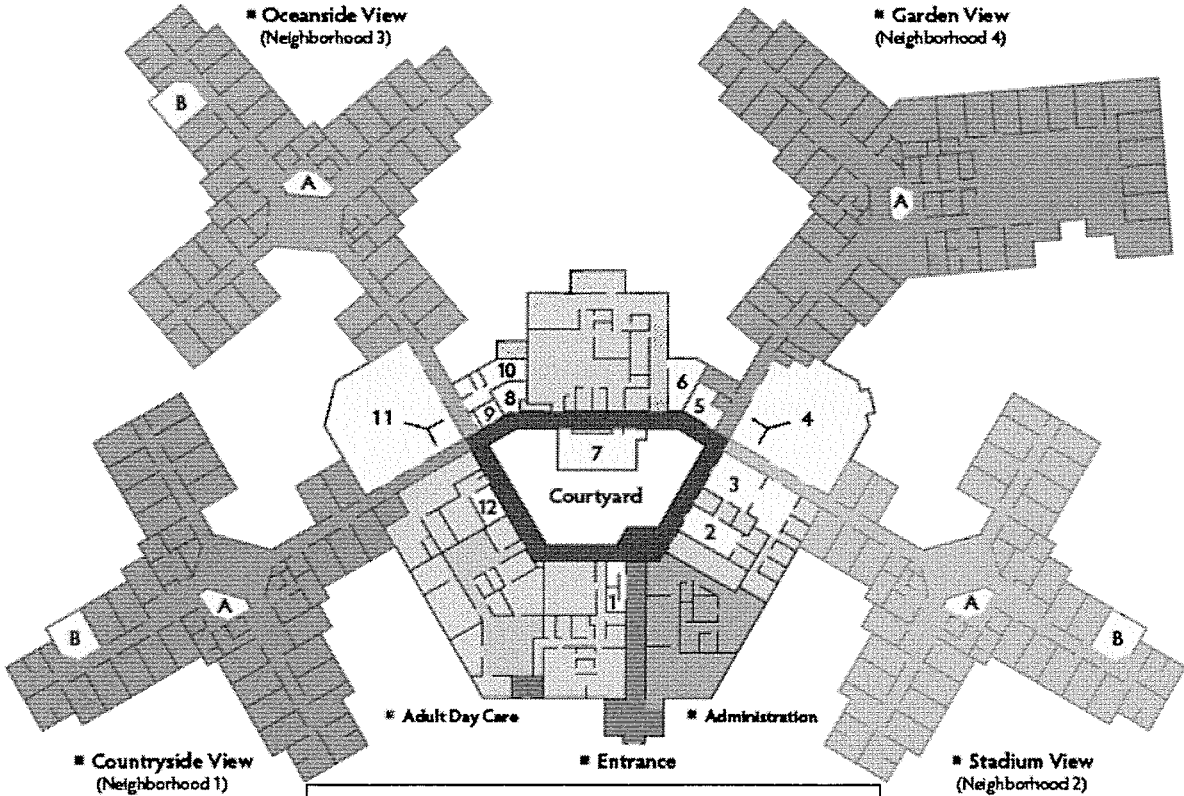 Oceanside View
(Neighborhood 3)
Garden View
(Neighborhood 4)
B
A
A
10
8
9
6
5
11
4
7
Courtyard
3
12
2
1
A
B
A
B
Adult Day Care
Administration
Countryside View
(Neighborhood 1)
Entrance
Stadium View
(Neighborhood 2)